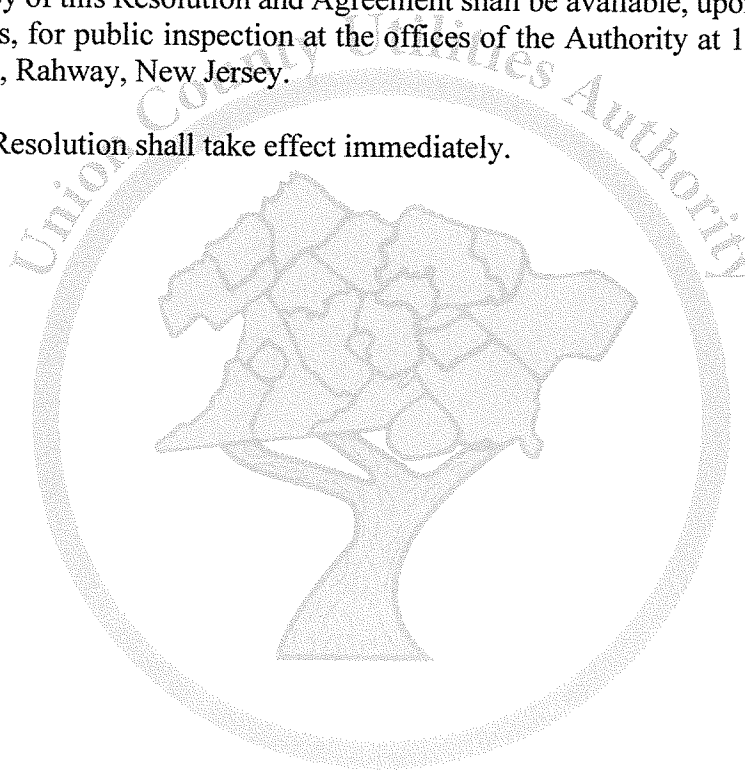 y of this Resolution and Agreement shall be available, upo
s, for public inspection at the offices of the Authority at 1
, Rahway, New Jersey.
Resolution shall take effect immediately.
Union County Utilities Authority